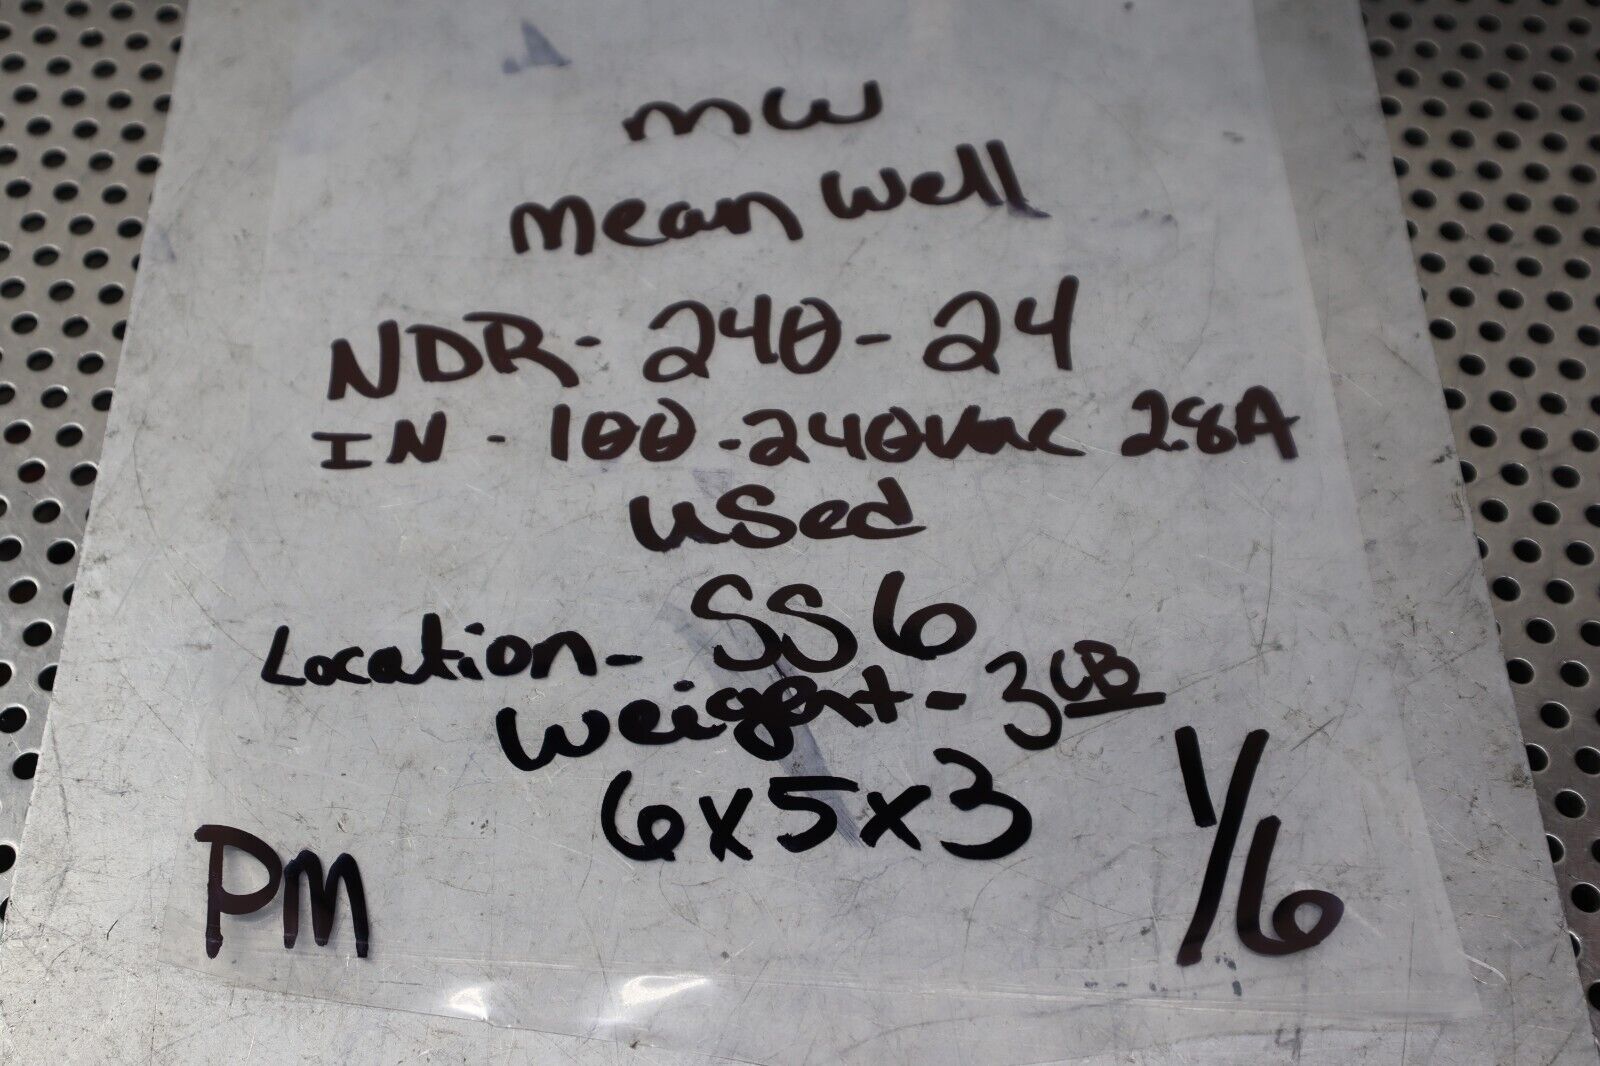 mw
mean well
NDR-240-24
IN-100-240vac 2.8A
used
Location- SS6
weight-3LB
6x5x3
PM
1/6